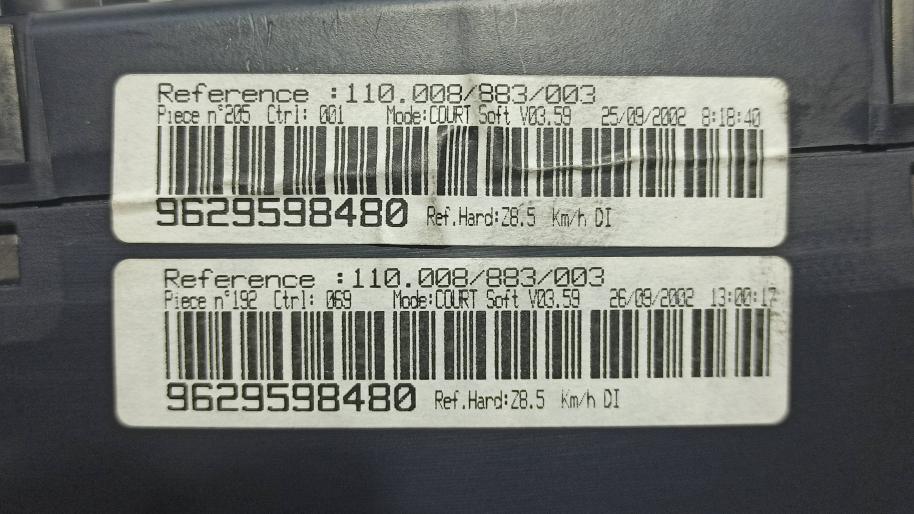 Reference :110.008/883/003
Piece n°205 Ctrl: 001 Mode:COURT Soft V03.59 25/09/2002 8:18:40
9629598480 Ref.Hard:Z8.5 Km/h DI
Reference :110.008/883/003
Piece n°192 Ctrl: 069 Mode:COURT Soft V03.59 26/09/2002 13:00:17
9629598480 Ref.Hard:Z8.5 Km/h DI